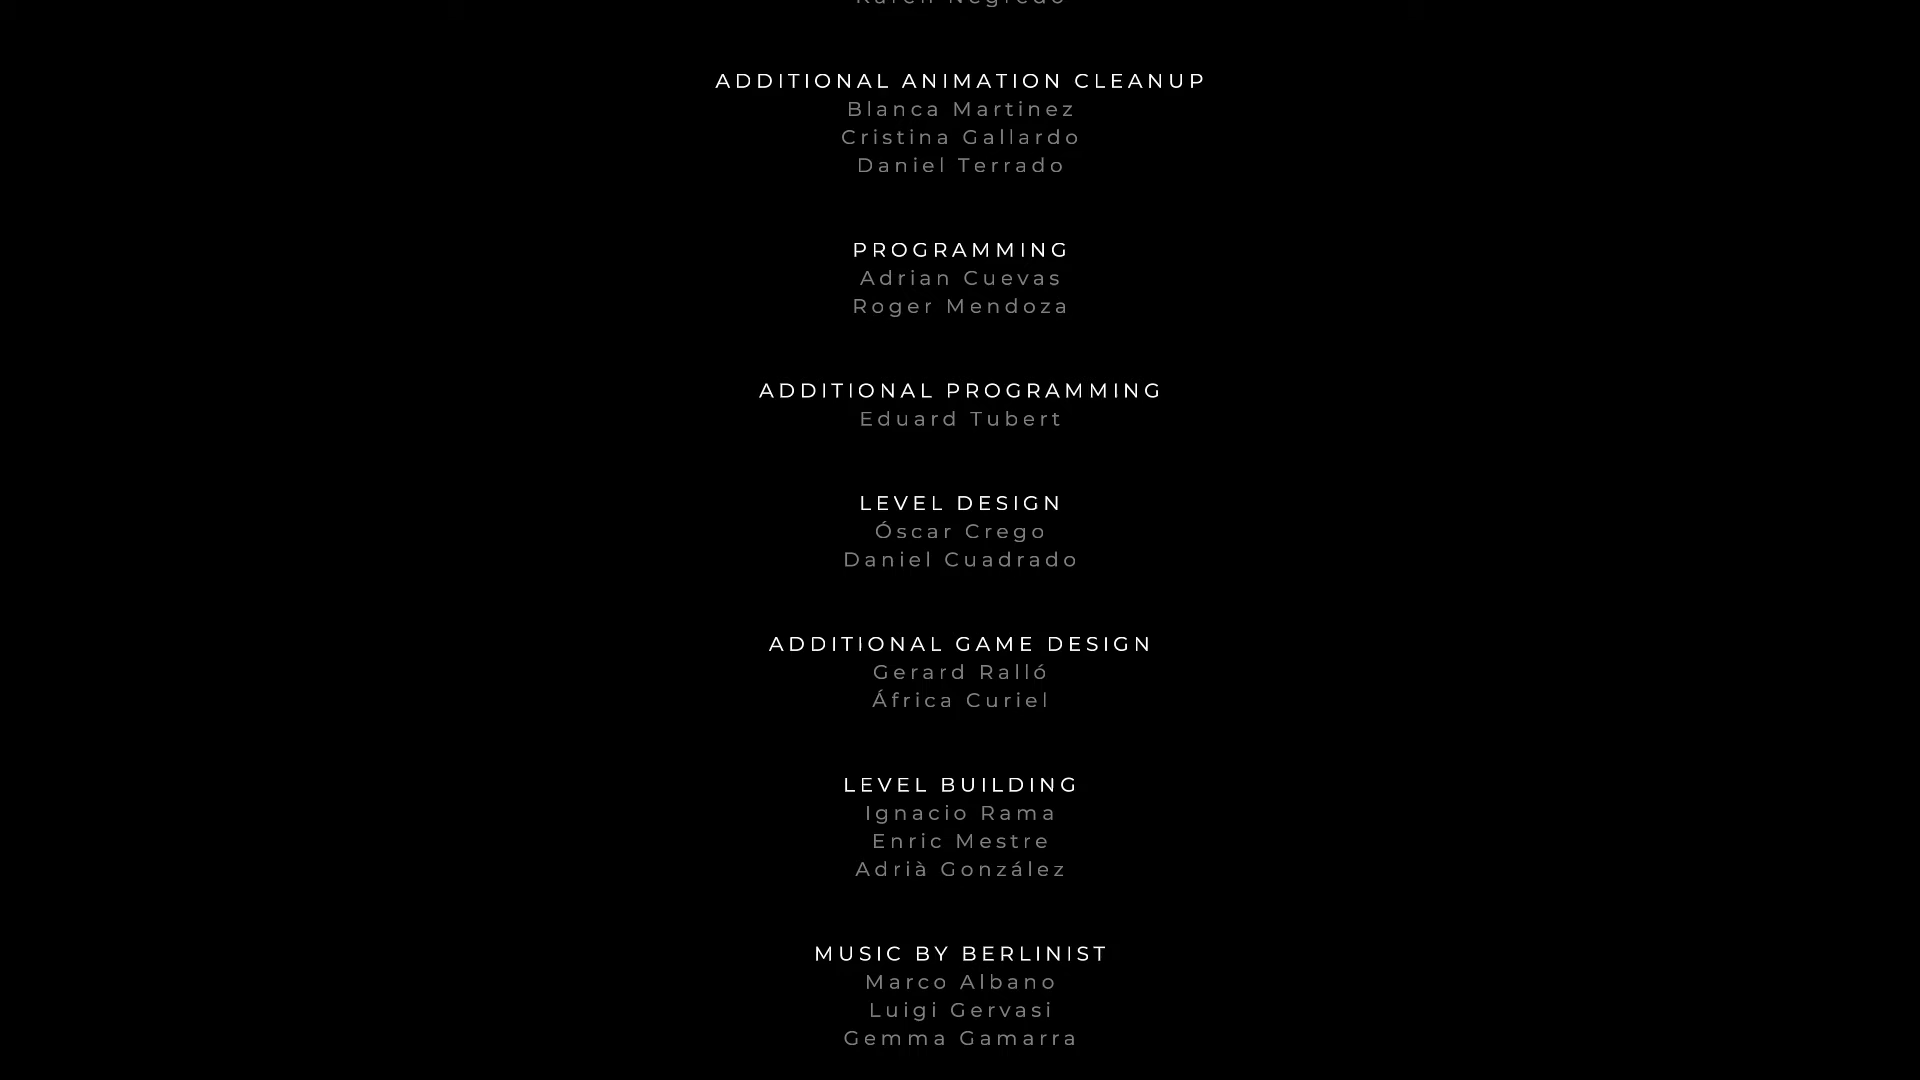 ADDITIONAL ANIMATION CLEANUP
Blanca Martinez
Cristina Gallardo
Daniel Terrado
PROGRAMMING
Adrian Cuevas
Roger Mendoza
ADDITIONAL PROGRAMMING
Eduard Tubert
LEVEL DESIGN
Óscar Crego
Daniel Cuadrado
ADDITIONAL GAME DESIGN
Gerard Ralló
África Curiel
LEVEL BUILDING
Ignacio Rama
Enric Mestre
Adrià González
MUSIC BY BERLINIST
Marco Albano
Luigi Gervasi
Gemma Gamarra